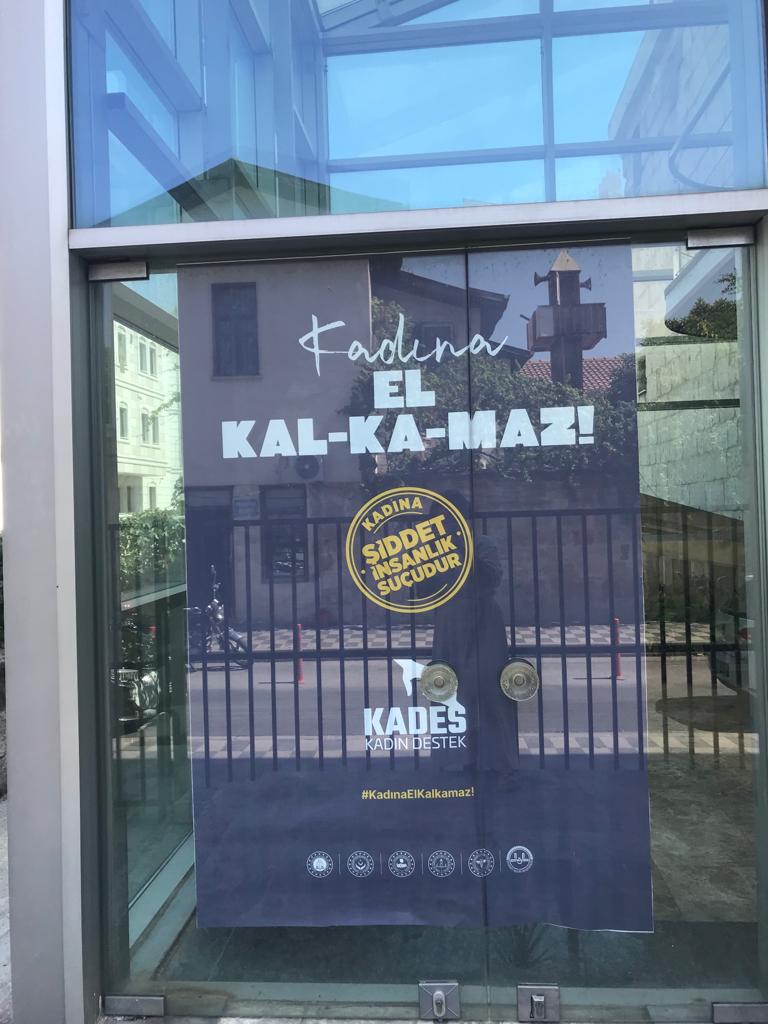 Kadına
EL
KAL-KA-MAZ!
KADINA
ŞİDDET
İNSANLIK
SUÇUDUR
KADES
KADIN DESTEK
#KadınaElKalkamaz!